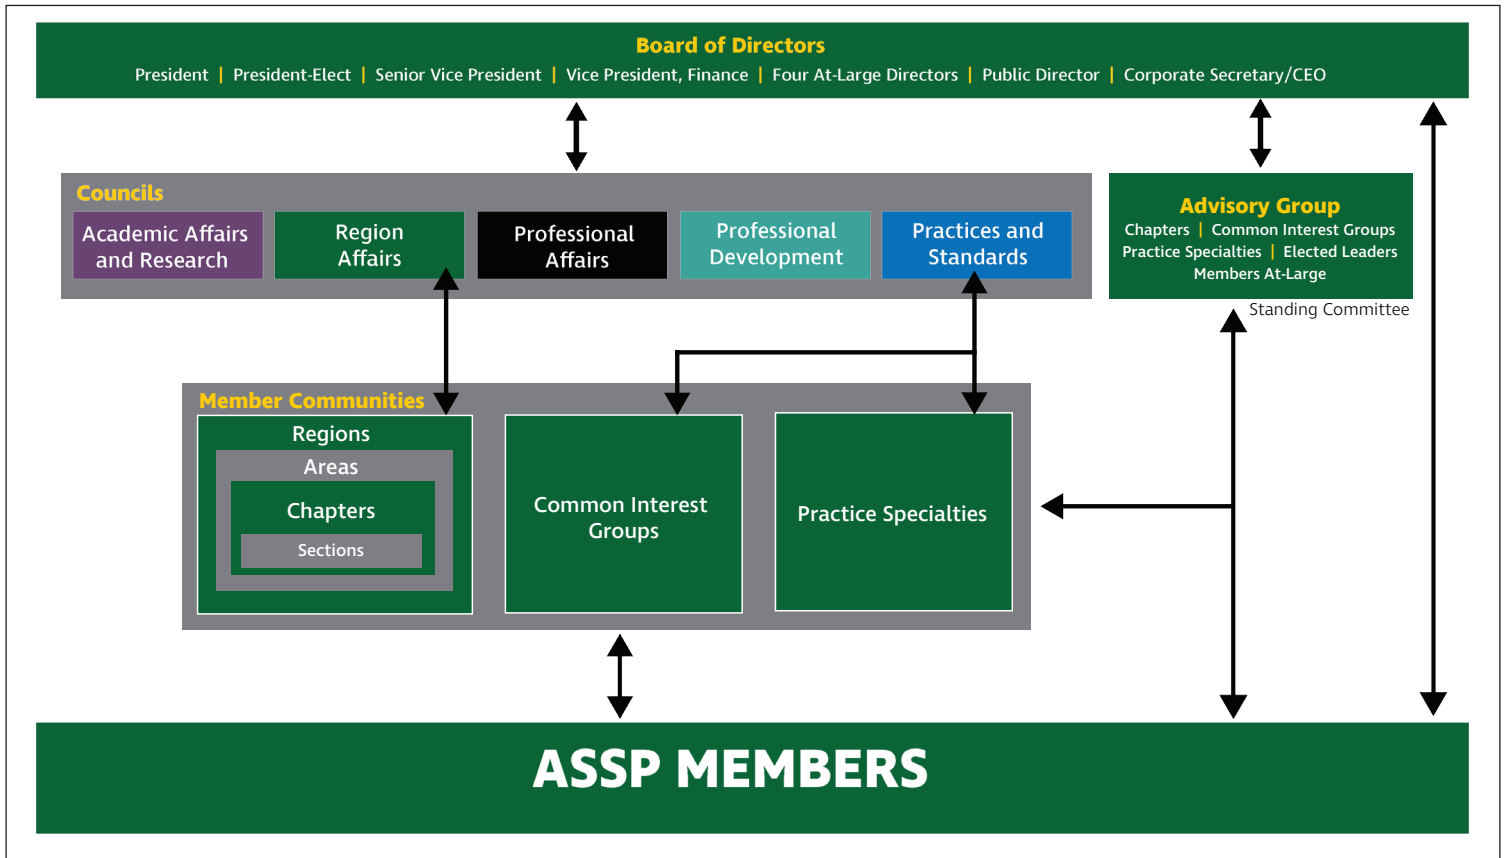 Board of Directors
President | President-Elect | Senior Vice President | Vice President, Finance | Four At-Large Directors | Public Director | Corporate Secretary/CEO
Councils
Academic Affairs
and Research
Region
Affairs
Professional
Affairs
Professional
Development
Practices and
Standards
Advisory Group
Chapters | Common Interest Groups
Practice Specialties | Elected Leaders
Members At-Large
Standing Committee
Member Communities
Regions
Areas
Chapters
Sections
Common Interest
Groups
Practice Specialties
ASSP MEMBERS